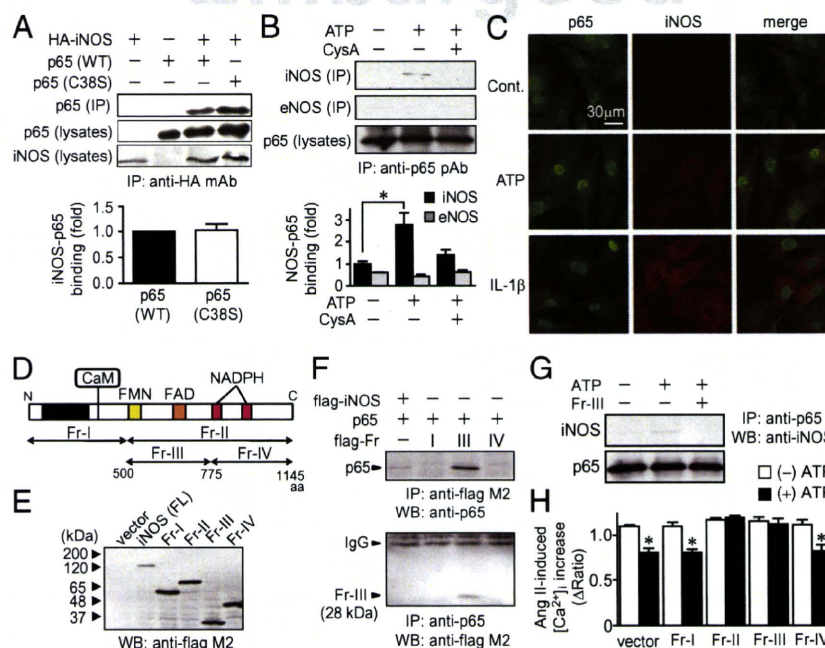 A
HA-iNOS + − + +
p65 (WT) − + + −
p65 (C38S) − − − +
p65 (IP)
p65 (lysates)
iNOS (lysates)
IP: anti-HA mAb
iNOS-p65 binding (fold)
1.5
1.0
0.5
0.0
p65 (WT)
p65 (C38S)
B
ATP − + +
CysA − − +
iNOS (IP)
eNOS (IP)
p65 (lysates)
IP: anti-p65 pAb
iNOS
eNOS
*
NOS-p65 binding (fold)
3
2
1
0
ATP − + +
CysA − − +
C
p65 iNOS merge
Cont.
30μm
ATP
IL-1β
D
CaM
N FMN FAD NADPH C
Fr-I Fr-II
Fr-III Fr-IV
500 775 1145
aa
E
vector iNOS (FL) Fr-I Fr-II Fr-III Fr-IV
(kDa)
200
120
65
48
37
WB: anti-flag M2
F
flag-iNOS + − − −
p65 + + + +
flag-Fr − I III IV
p65
IP: anti-flag M2
WB: anti-p65
IgG
Fr-III
(28 kDa)
IP: anti-p65
WB: anti-flag M2
G
ATP − + +
Fr-III − − +
iNOS
p65
IP: anti-p65
WB: anti-iNOS
H
(−) ATP
(+) ATP
Ang II-induced
[Ca2+]i increase
(ΔRatio)
1.0
0.5
0
* * *
vector Fr-I Fr-II Fr-III Fr-IV